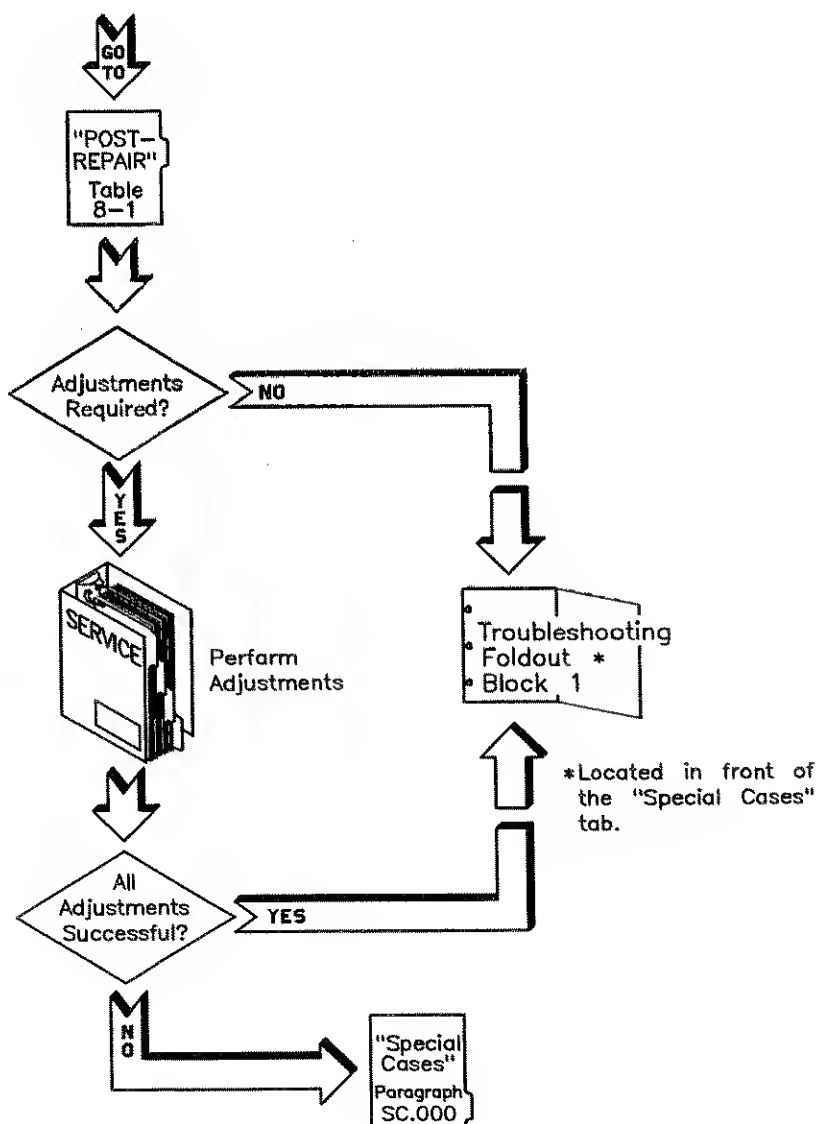 GO
TO
"POST-
REPAIR"
Table
8-1
Adjustments
Required?
NO
YES
SERVICE
Perfarm
Adjustments
Troubleshooting
Foldout *
Block 1
*Located in front of
the "Special Cases"
tab.
All
Adjustments
Successful?
YES
NO
"Special
Cases"
Paragraph
SC.000